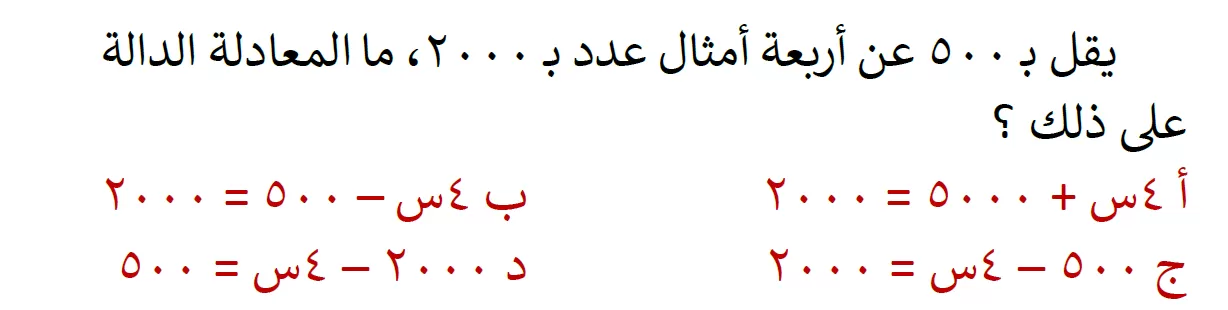 يقل بـ ٥٠٠ عن أربعة أمثال عدد بـ ٢٠٠٠، ما المعادلة الدالة
على ذلك ؟
أ ٤س + ٥٠٠٠ = ٢٠٠٠ ب ٤س – ٥٠٠ = ٢٠٠٠
ج ٥٠٠ – ٤س = ٢٠٠٠ د ٢٠٠٠ – ٤س = ٥٠٠